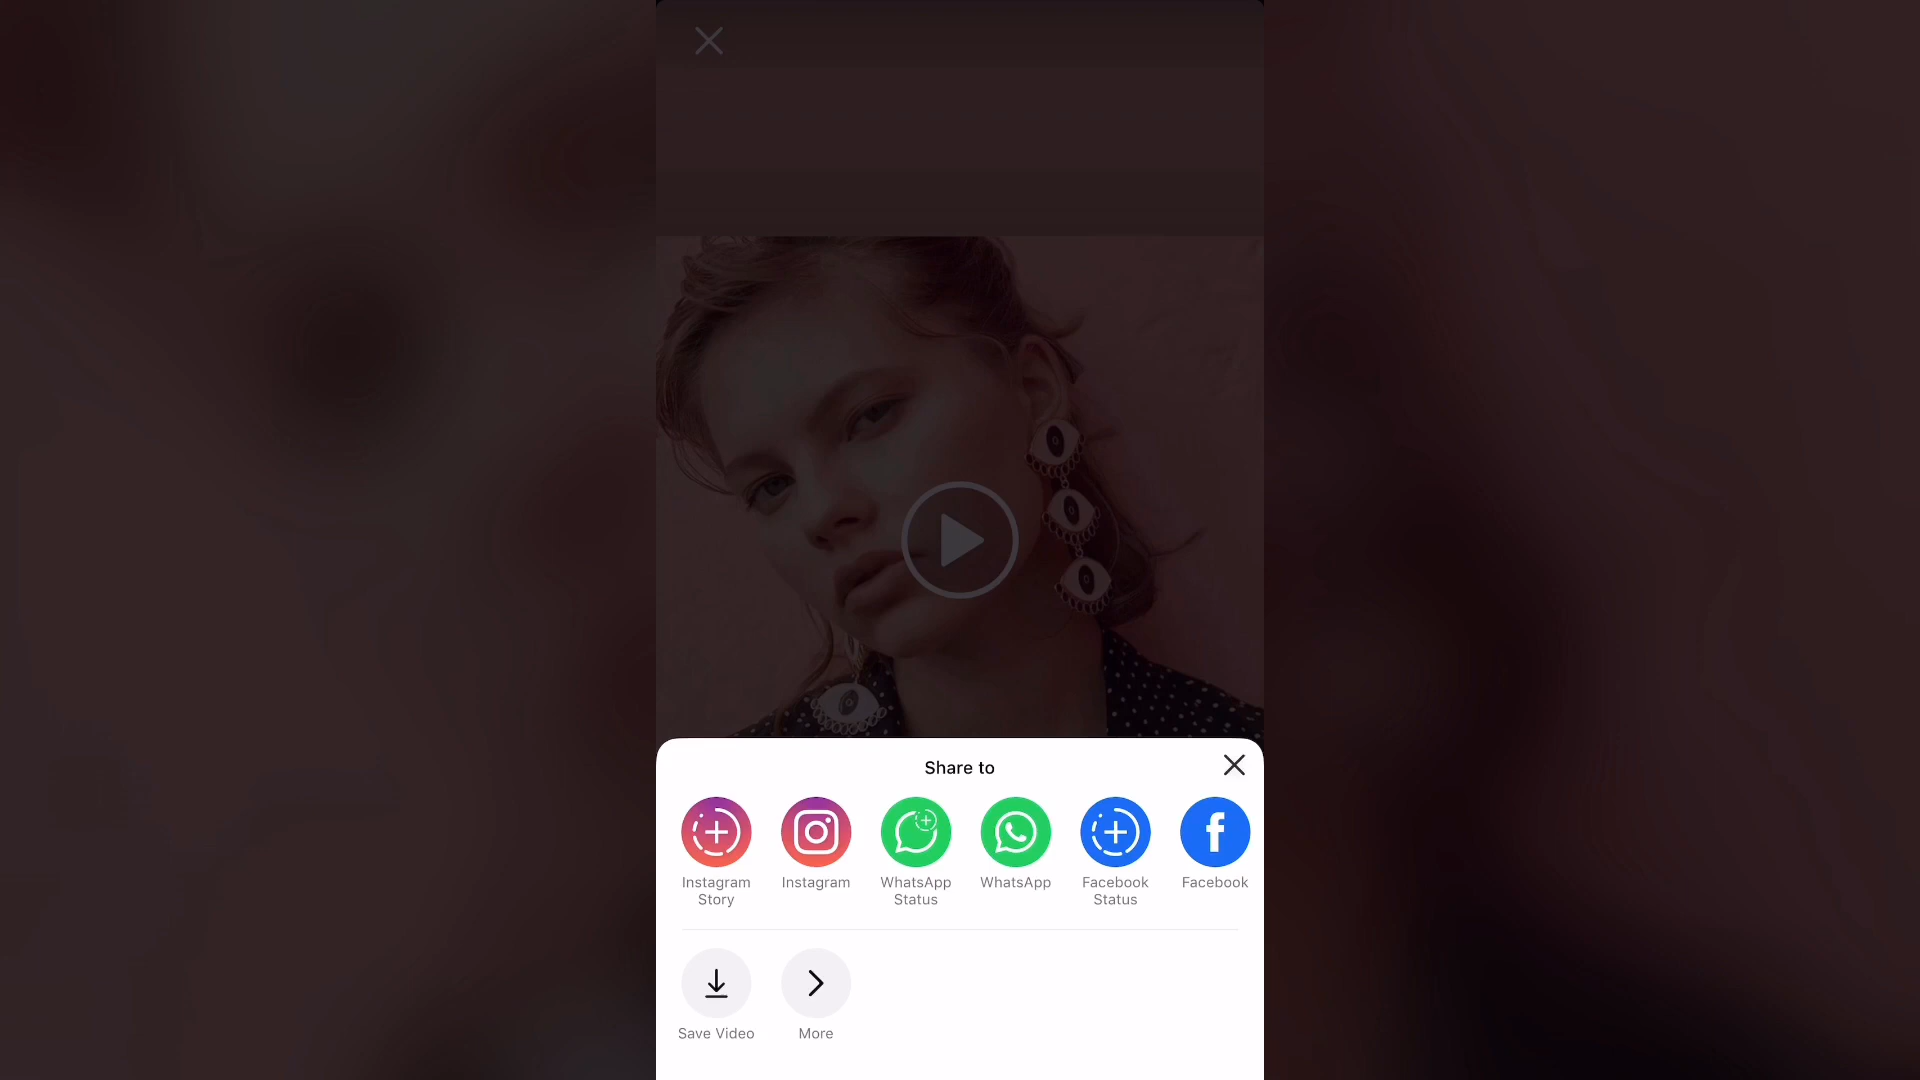 Share to
Instagram
Story
Instagram
WhatsApp
Status
WhatsApp
Facebook
Status
Facebook
Save Video
More